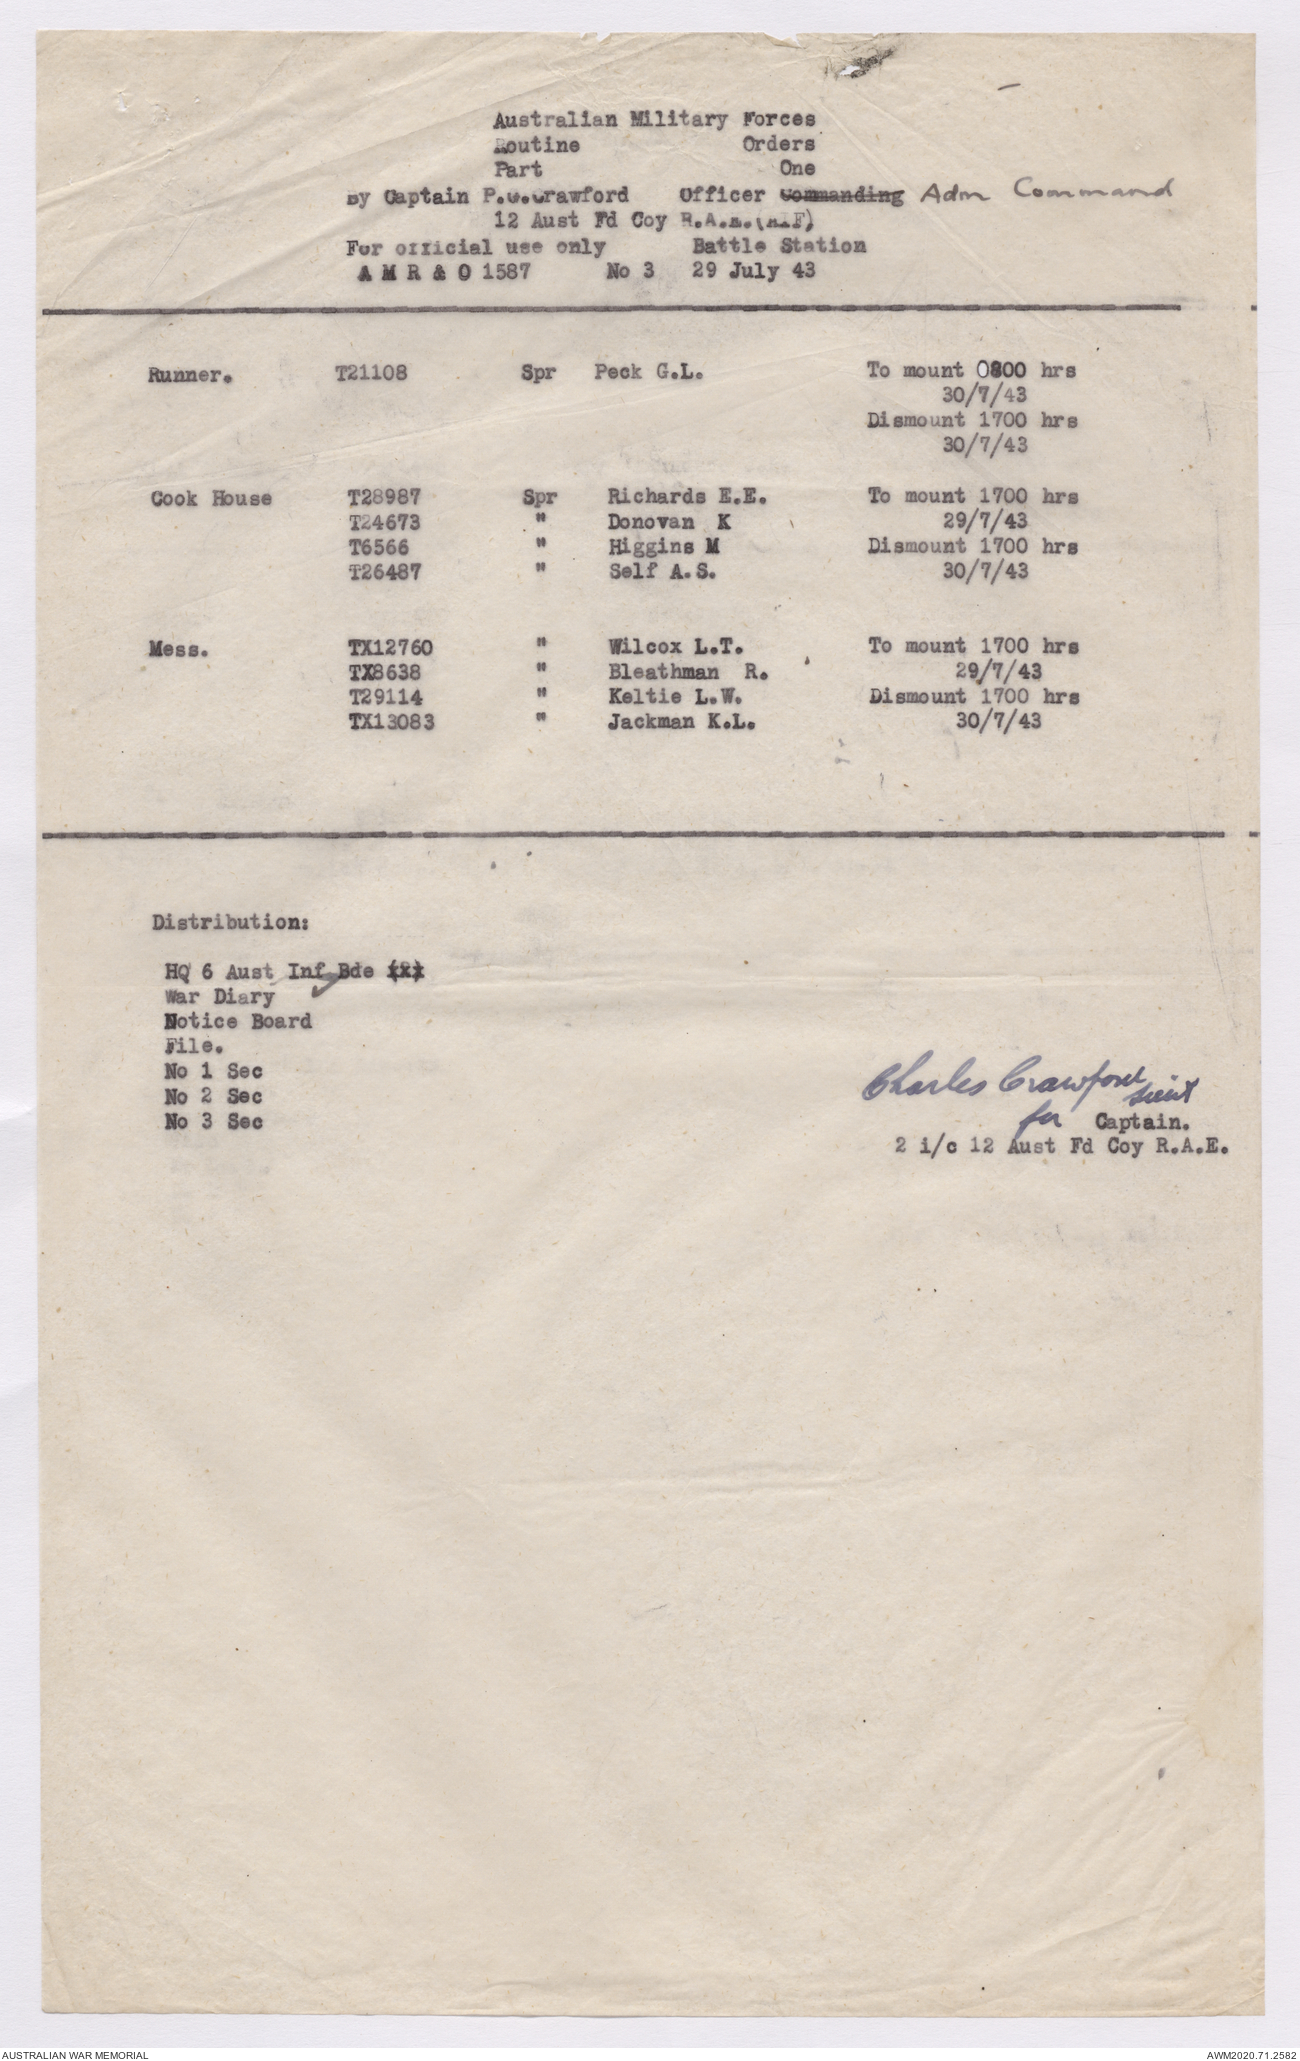 Australian Military Forces
Routine Orders
Part One
By Captain P.G.Crawford Officer Commanding Adm Command
12 Aust Fd Coy R.A.E.(AIF)
For official use only Battle Station
A M R & O 1587 No 3 29 July 43
Runner. T21108 Spr Peck G.L. To mount 0800 hrs
30/7/43
Dismount 1700 hrs
30/7/43
Cook House T28987 Spr Richards E.E. To mount 1700 hrs
T24673 " Donovan K 29/7/43
T6566 " Higgins M Dismount 1700 hrs
T26487 " Self A.S. 30/7/43
Mess. TX12760 " Wilcox L.T. To mount 1700 hrs
TX8638 " Bleathman R. 29/7/43
T29114 " Keltie L.W. Dismount 1700 hrs
TX13083 " Jackman K.L. 30/7/43
Distribution:
HQ 6 Aust Inf Bde
War Diary
Notice Board
File.
No 1 Sec
No 2 Sec
No 3 Sec
Charles Crawford Lieut
for Captain.
2 i/c 12 Aust Fd Coy R.A.E.
AUSTRALIAN WAR MEMORIAL AWM2020.71.2582